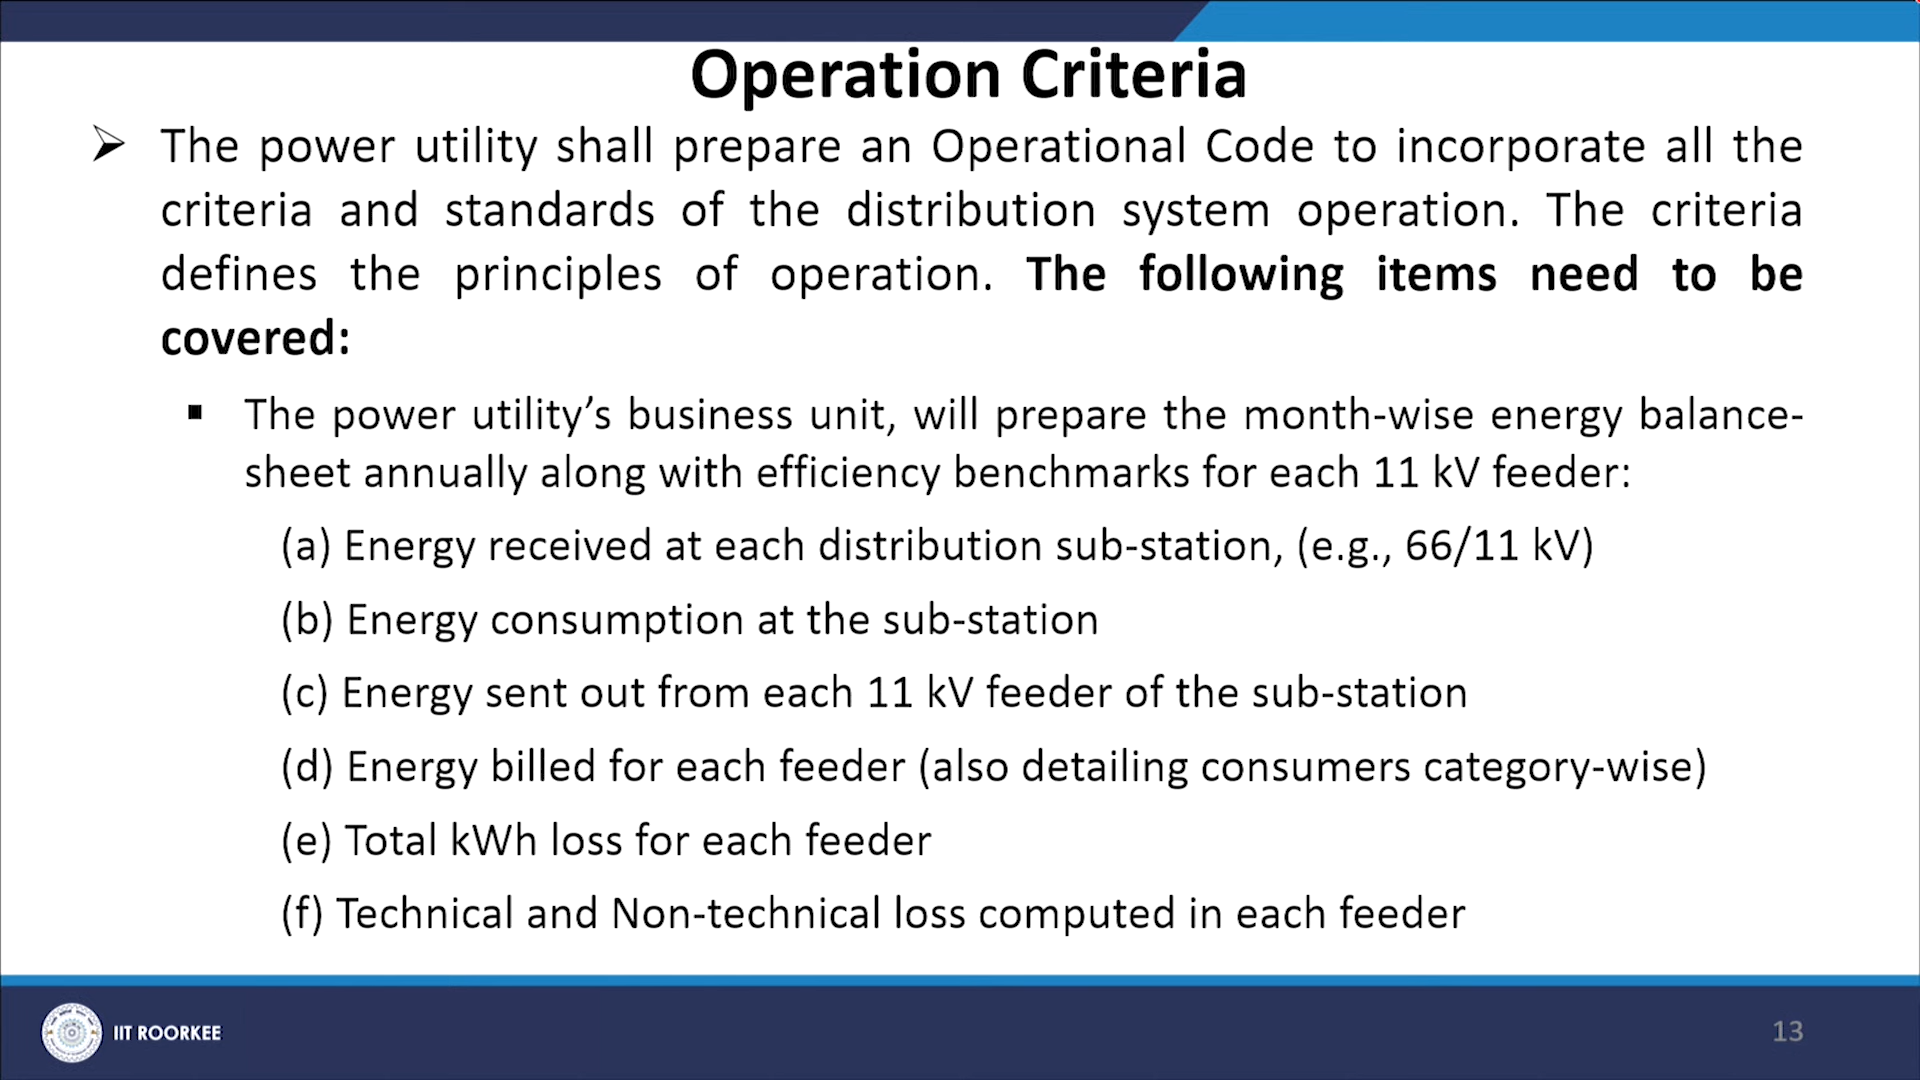 Operation Criteria
➢ The power utility shall prepare an Operational Code to incorporate all the
criteria and standards of the distribution system operation. The criteria
defines the principles of operation. The following items need to be
covered:
▪ The power utility’s business unit, will prepare the month-wise energy balance-
sheet annually along with efficiency benchmarks for each 11 kV feeder:
(a) Energy received at each distribution sub-station, (e.g., 66/11 kV)
(b) Energy consumption at the sub-station
(c) Energy sent out from each 11 kV feeder of the sub-station
(d) Energy billed for each feeder (also detailing consumers category-wise)
(e) Total kWh loss for each feeder
(f) Technical and Non-technical loss computed in each feeder
IIT ROORKEE
13